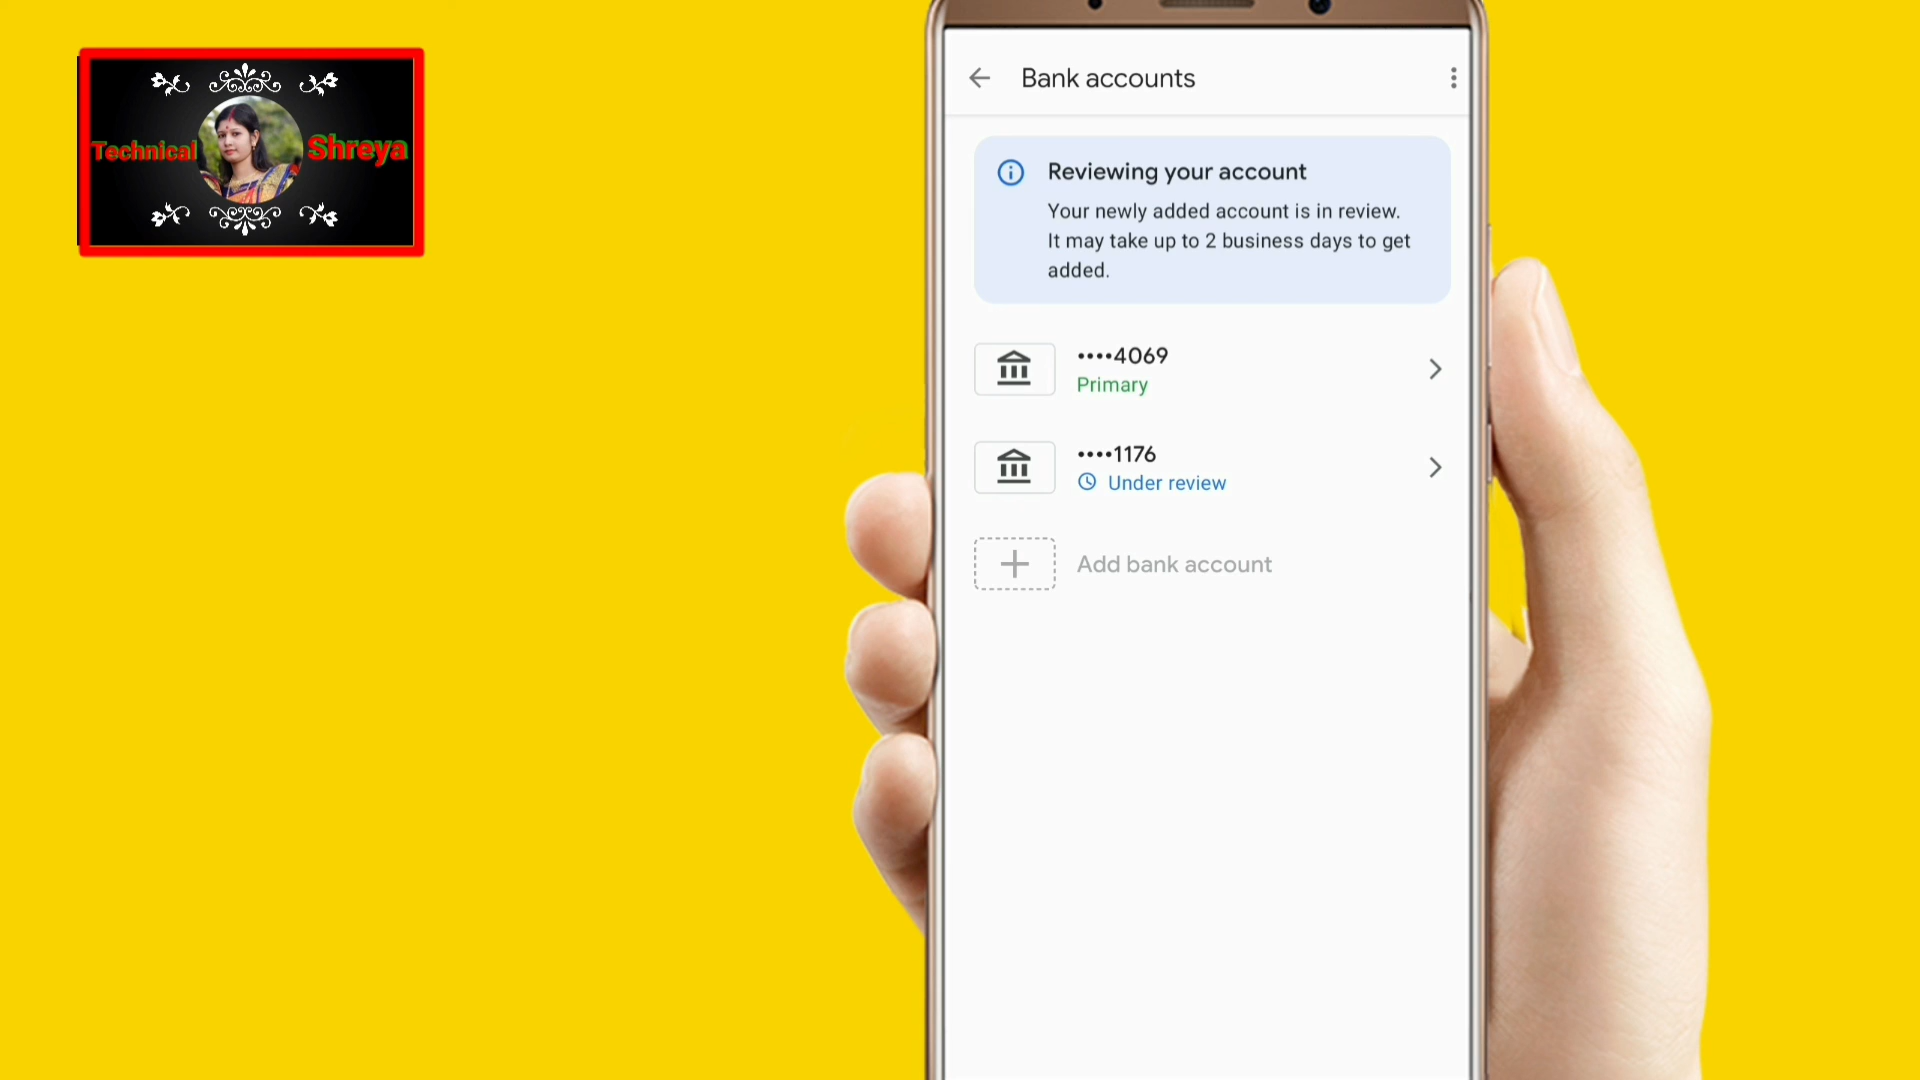 Technical Shreya
Bank accounts
Reviewing your account
Your newly added account is in review.
It may take up to 2 business days to get
added.
••••4069
Primary
••••1176
Under review
Add bank account